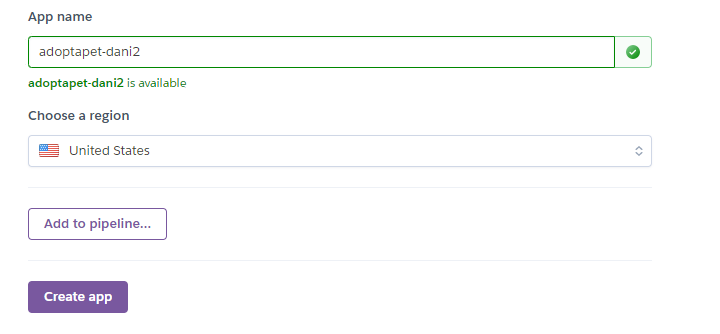 App name
adoptapet-dani2
adoptapet-dani2 is available
Choose a region
United States
Add to pipeline...
Create app